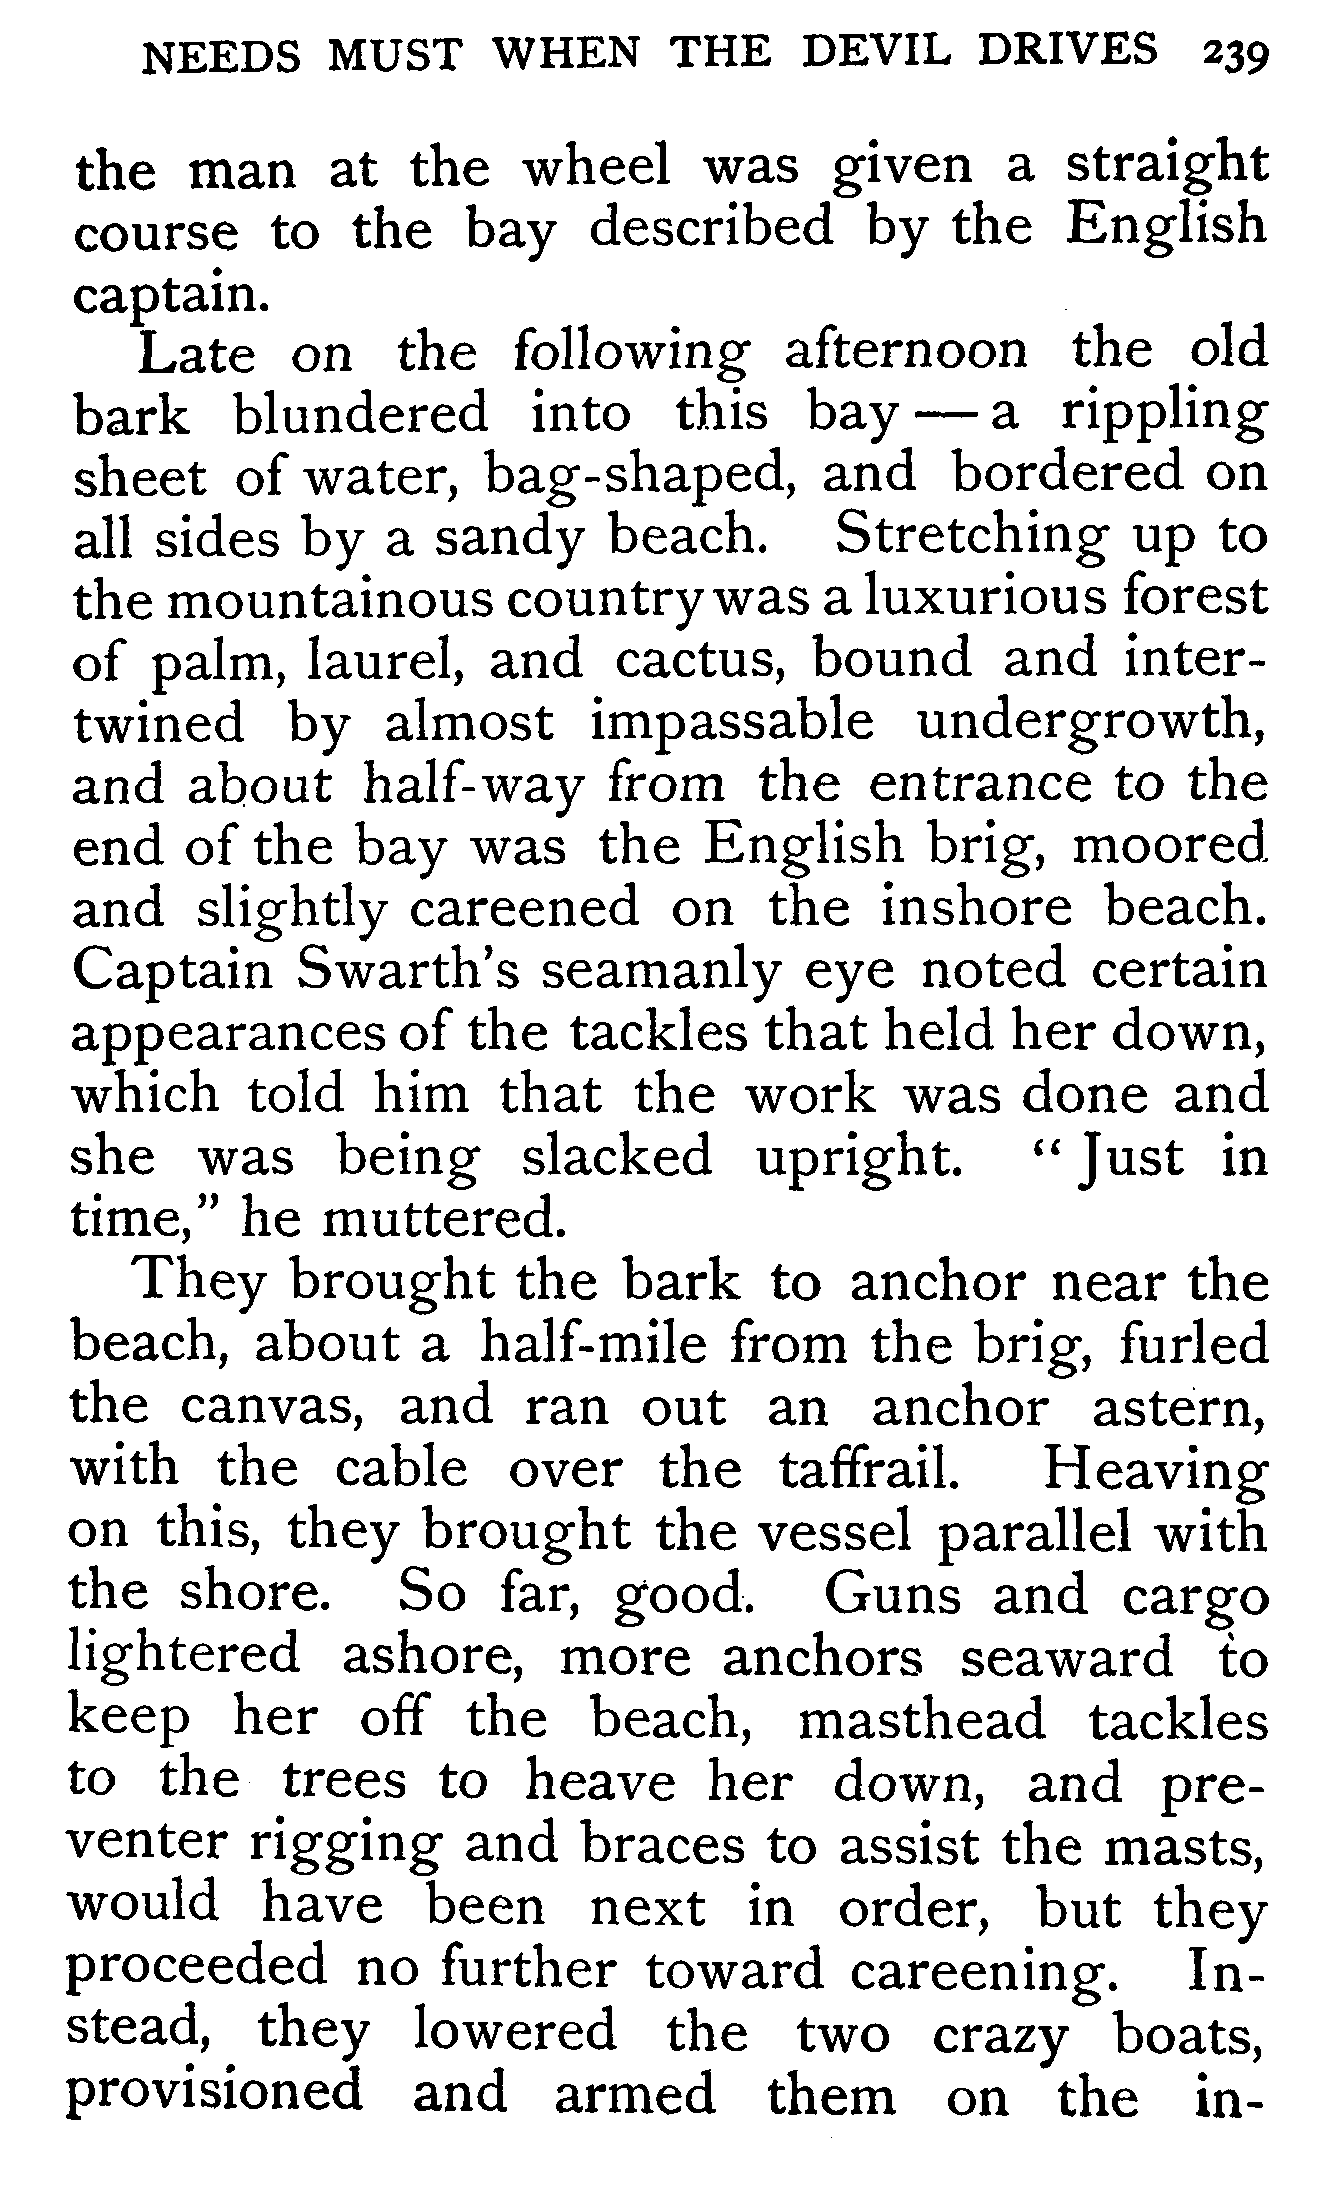 NEEDS MUST WHEN THE DEVIL DRIVES 239
the man at the wheel was given a straight
course to the bay described by the English
captain.
Late on the following afternoon the old
bark blundered into this bay — a rippling
sheet of water, bag-shaped, and bordered on
all sides by a sandy beach. Stretching up to
the mountainous country was a luxurious forest
of palm, laurel, and cactus, bound and inter-
twined by almost impassable undergrowth,
and about half-way from the entrance to the
end of the bay was the English brig, moored
and slightly careened on the inshore beach.
Captain Swarth's seamanly eye noted certain
appearances of the tackles that held her down,
which told him that the work was done and
she was being slacked upright. “Just in
time,” he muttered.
They brought the bark to anchor near the
beach, about a half-mile from the brig, furled
the canvas, and ran out an anchor astern,
with the cable over the taffrail. Heaving
on this, they brought the vessel parallel with
the shore. So far, good. Guns and cargo
lightered ashore, more anchors seaward to
keep her off the beach, masthead tackles
to the trees to heave her down, and pre-
venter rigging and braces to assist the masts,
would have been next in order, but they
proceeded no further toward careening. In-
stead, they lowered the two crazy boats,
provisioned and armed them on the in-